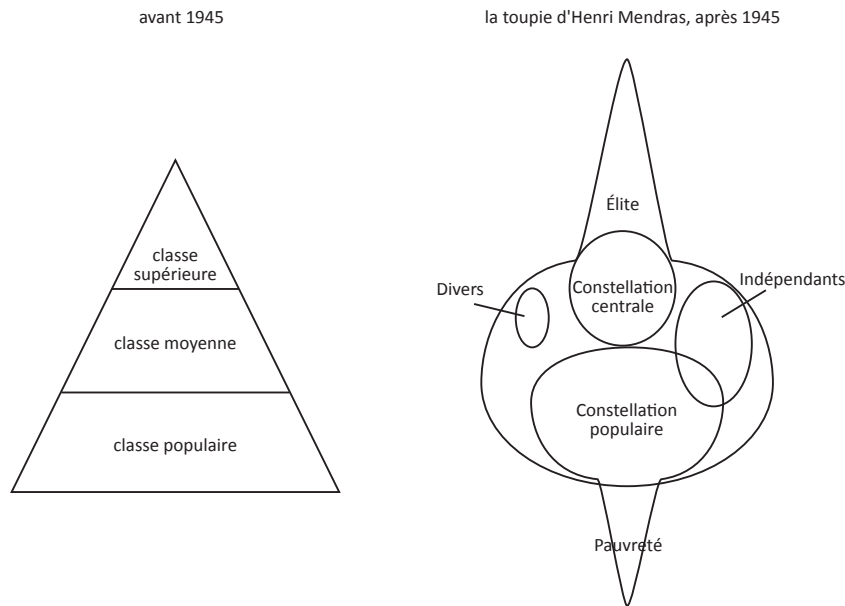 avant 1945
la toupie d'Henri Mendras, après 1945
classe
supérieure
classe moyenne
classe populaire
Élite
Constellation
centrale
Divers
Indépendants
Constellation
populaire
Pauvreté